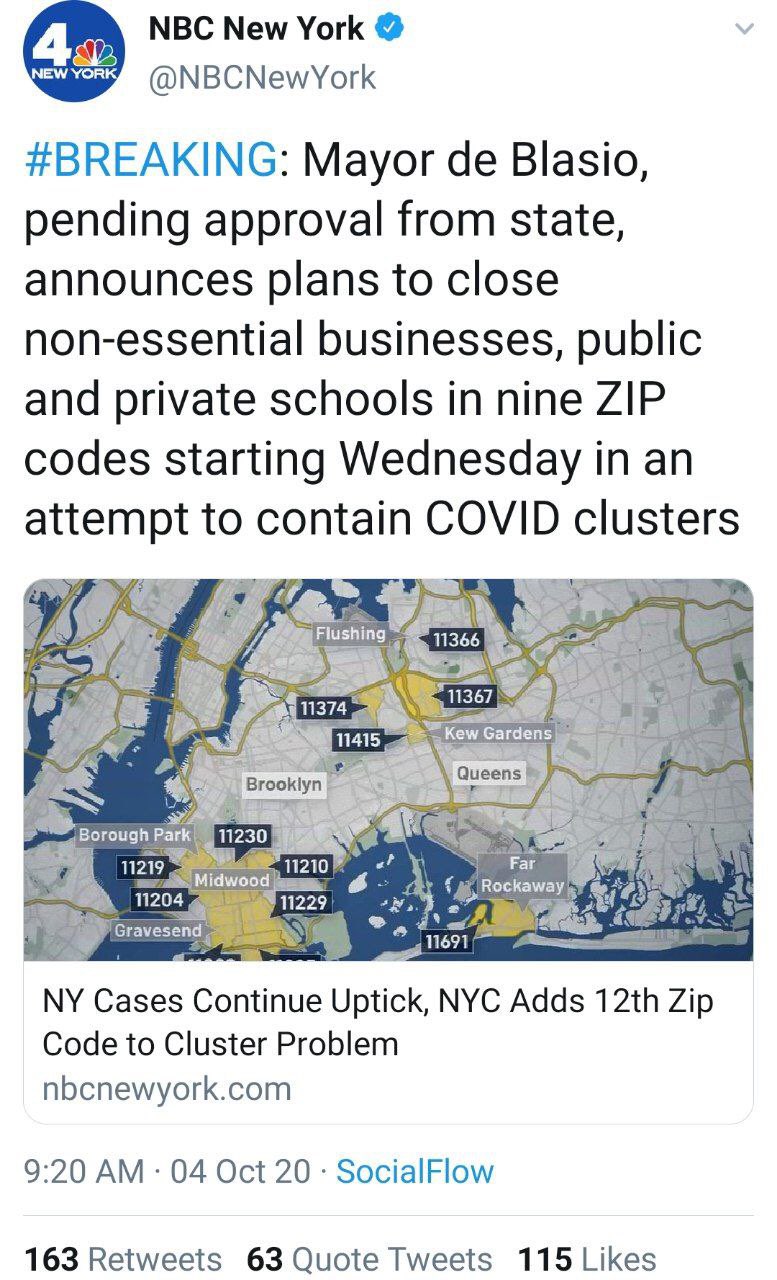 4
NEW YORK
NBC New York
@NBCNewYork
#BREAKING: Mayor de Blasio,
pending approval from state,
announces plans to close
non-essential businesses, public
and private schools in nine ZIP
codes starting Wednesday in an
attempt to contain COVID clusters
Flushing
11366
11374
11367
11415
Kew Gardens
Queens
Brooklyn
Borough Park
11230
11219
11210
Midwood
11204
11229
Gravesend
Far
Rockaway
11691
NY Cases Continue Uptick, NYC Adds 12th Zip
Code to Cluster Problem
nbcnewyork.com
9:20 AM · 04 Oct 20 · SocialFlow
163 Retweets 63 Quote Tweets 115 Likes